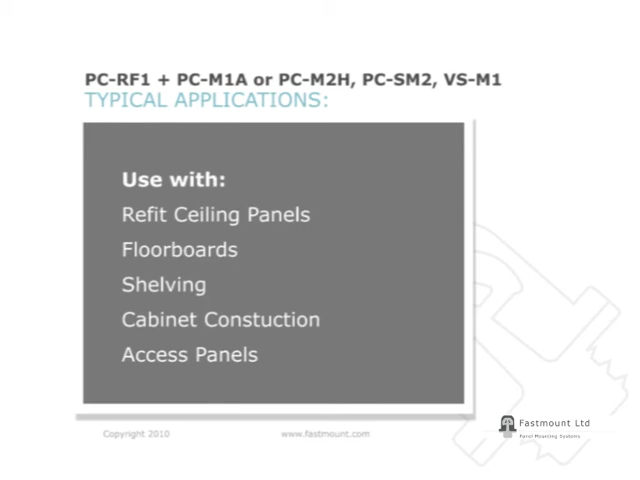 PC-RF1 + PC-M1A or PC-M2H, PC-SM2, VS-M1
TYPICAL APPLICATIONS:
Use with:
Refit Ceiling Panels
Floorboards
Shelving
Cabinet Constuction
Access Panels
Copyright 2010
www.fastmount.com
Fastmount Ltd
Panel Mounting Systems